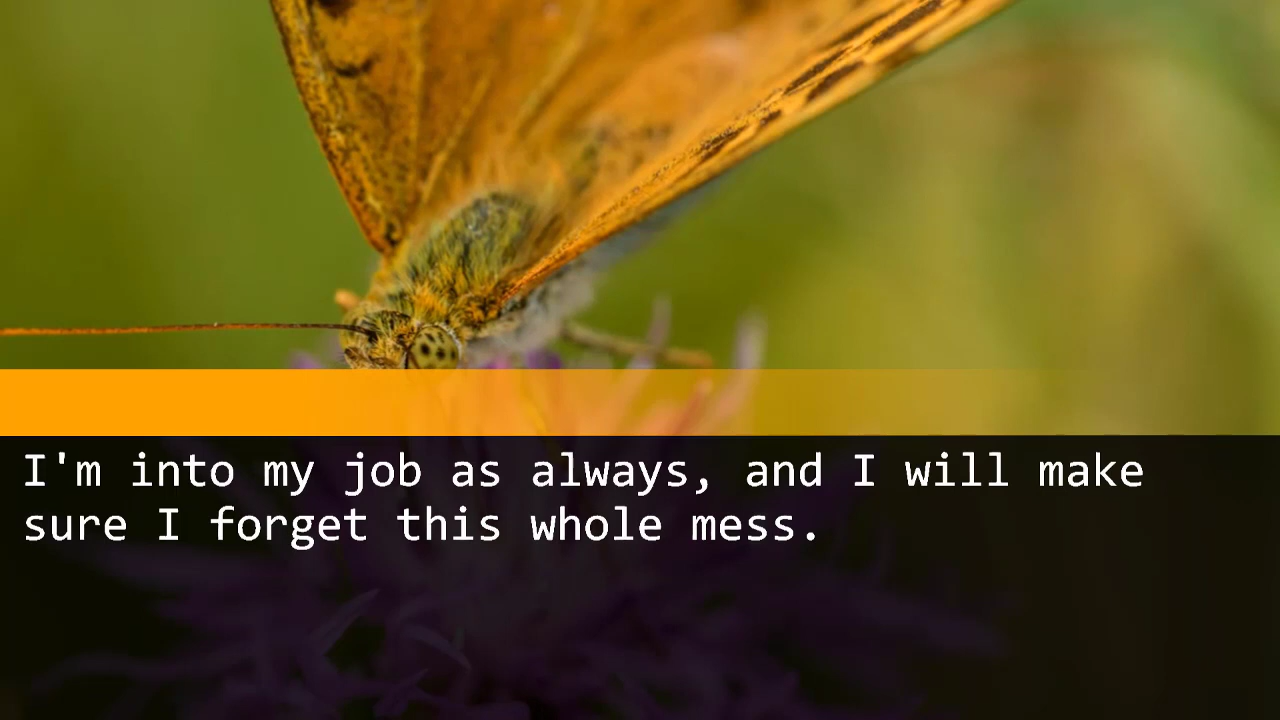 I'm into my job as always, and I will make
sure I forget this whole mess.